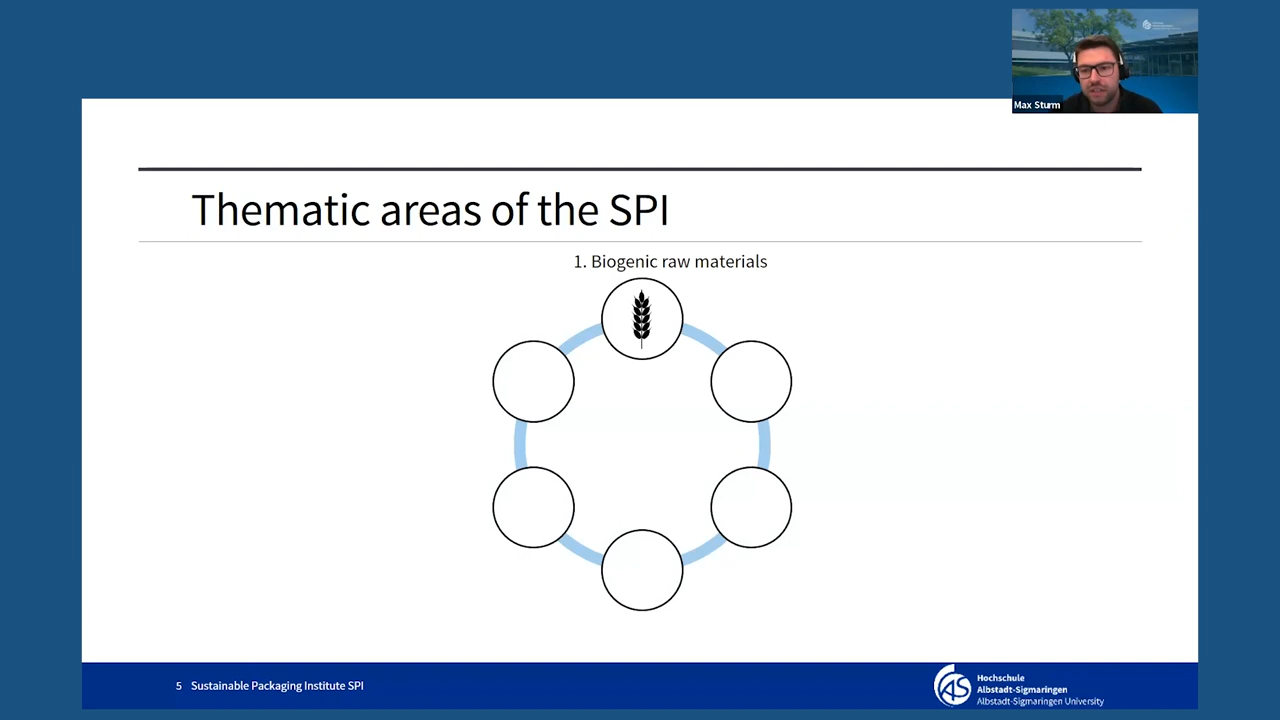 Max Sturm
Thematic areas of the SPI
1. Biogenic raw materials
5 Sustainable Packaging Institute SPI
AS
Hochschule
Albstadt-Sigmaringen
Albstadt-Sigmaringen University